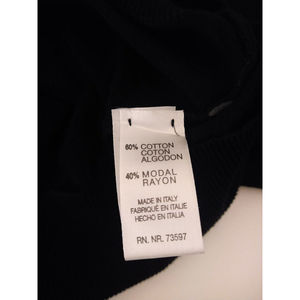 60% COTTON
COTON
ALGODON
40% MODAL
RAYON
MADE IN ITALY
FABRIQUÉ EN ITALIE
HECHO EN ITALIA
RN. NR. 73597